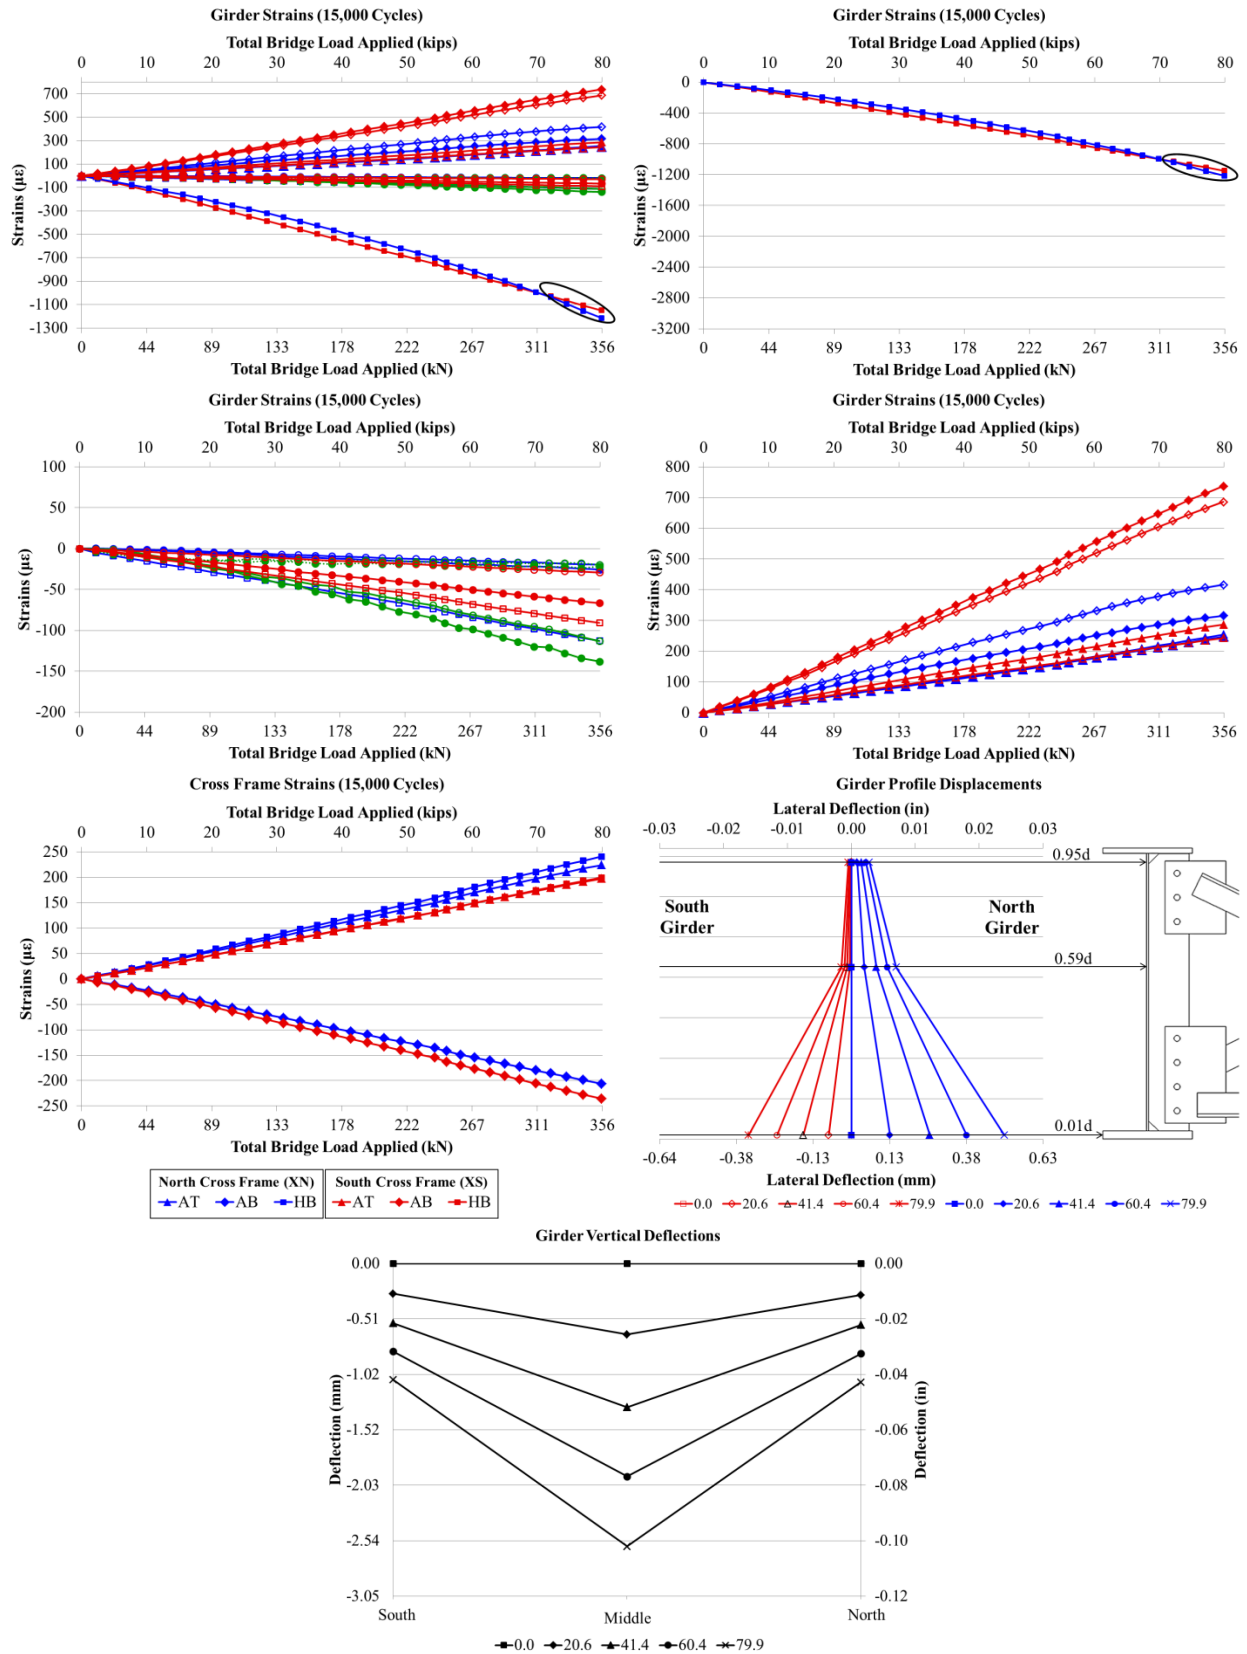 Girder Strains (15,000 Cycles)
Total Bridge Load Applied (kips)
0 10 20 30 40 50 60 70 80
700
500
300
100
-100
-300
-500
-700
-900
-1100
-1300
Strains (με)
0 44 89 133 178 222 267 311 356
Total Bridge Load Applied (kN)
Girder Strains (15,000 Cycles)
Total Bridge Load Applied (kips)
0 10 20 30 40 50 60 70 80
0
-400
-800
-1200
-1600
-2000
-2400
-2800
-3200
Strains (με)
0 44 89 133 178 222 267 311 356
Total Bridge Load Applied (kN)
Girder Strains (15,000 Cycles)
Total Bridge Load Applied (kips)
0 10 20 30 40 50 60 70 80
100
50
0
-50
-100
-150
-200
Strains (με)
0 44 89 133 178 222 267 311 356
Total Bridge Load Applied (kN)
Girder Strains (15,000 Cycles)
Total Bridge Load Applied (kips)
0 10 20 30 40 50 60 70 80
800
700
600
500
400
300
200
100
0
Strains (με)
0 44 89 133 178 222 267 311 356
Total Bridge Load Applied (kN)
Cross Frame Strains (15,000 Cycles)
Total Bridge Load Applied (kips)
0 10 20 30 40 50 60 70 80
250
200
150
100
50
0
-50
-100
-150
-200
-250
Strains (με)
0 44 89 133 178 222 267 311 356
Total Bridge Load Applied (kN)
North Cross Frame (XN)
AT AB HB
South Cross Frame (XS)
AT AB HB
Girder Profile Displacements
Lateral Deflection (in)
-0.03 -0.02 -0.01 0.00 0.01 0.02 0.03
0.95d
South Girder
North Girder
0.59d
0.01d
-0.64 -0.38 -0.13 0.13 0.38 0.63
Lateral Deflection (mm)
0.0 20.6 41.4 60.4 79.9 0.0 20.6 41.4 60.4 79.9
Girder Vertical Deflections
0.00
-0.51
-1.02
-1.52
-2.03
-2.54
-3.05
Deflection (mm)
0.00
-0.02
-0.04
-0.06
-0.08
-0.10
-0.12
Deflection (in)
South Middle North
0.0 20.6 41.4 60.4 79.9